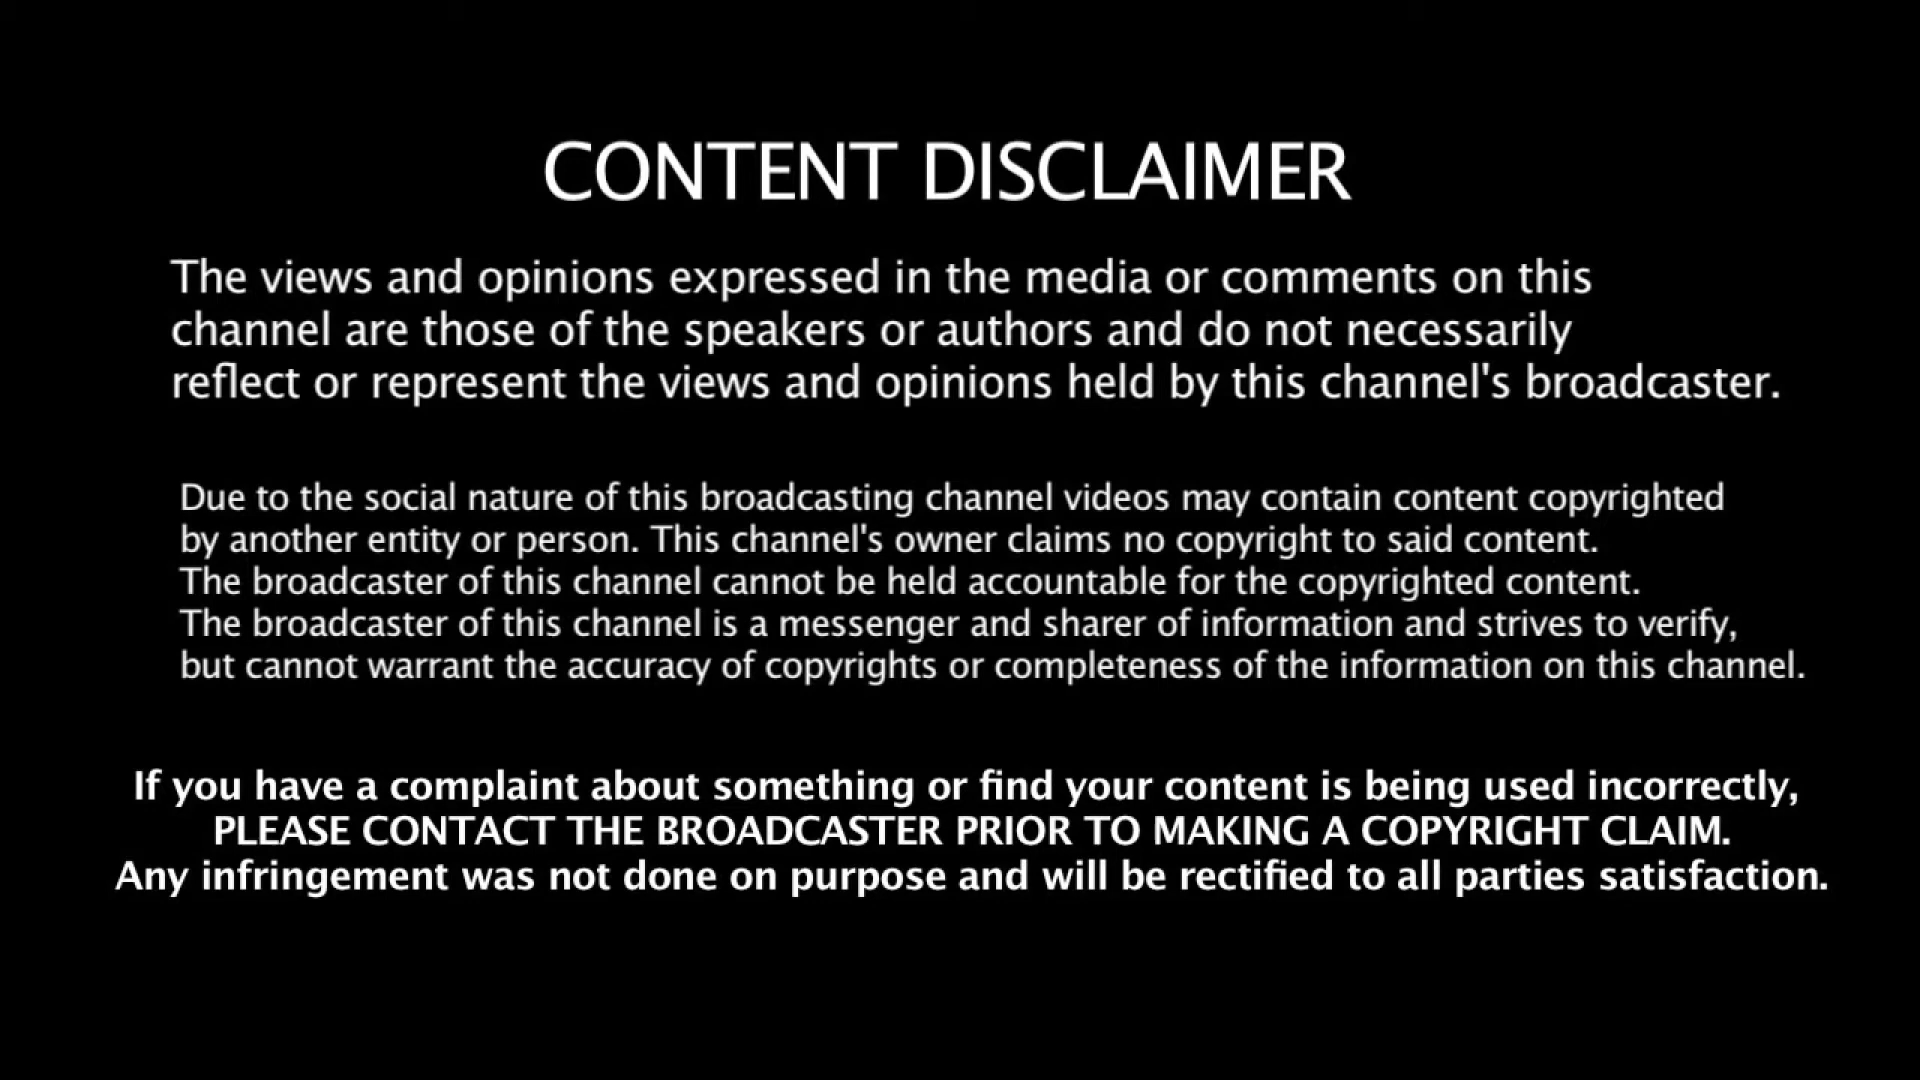 CONTENT DISCLAIMER
The views and opinions expressed in the media or comments on this
channel are those of the speakers or authors and do not necessarily
reflect or represent the views and opinions held by this channel's broadcaster.
Due to the social nature of this broadcasting channel videos may contain content copyrighted
by another entity or person. This channel's owner claims no copyright to said content.
The broadcaster of this channel cannot be held accountable for the copyrighted content.
The broadcaster of this channel is a messenger and sharer of information and strives to verify,
but cannot warrant the accuracy of copyrights or completeness of the information on this channel.
If you have a complaint about something or find your content is being used incorrectly,
PLEASE CONTACT THE BROADCASTER PRIOR TO MAKING A COPYRIGHT CLAIM.
Any infringement was not done on purpose and will be rectified to all parties satisfaction.